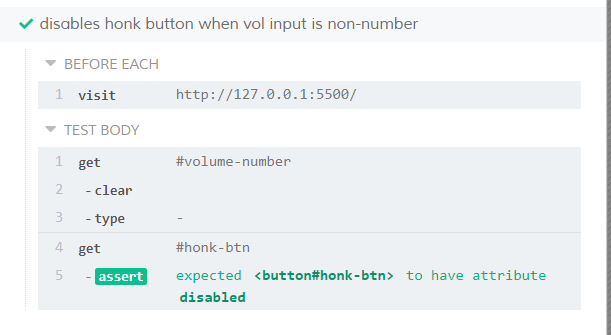 disables honk button when vol input is non-number
BEFORE EACH
1 visit http://127.0.0.1:5500/
TEST BODY
1 get #volume-number
2 -clear
3 -type -
4 get #honk-btn
5 -assert expected <button#honk-btn> to have attribute
disabled